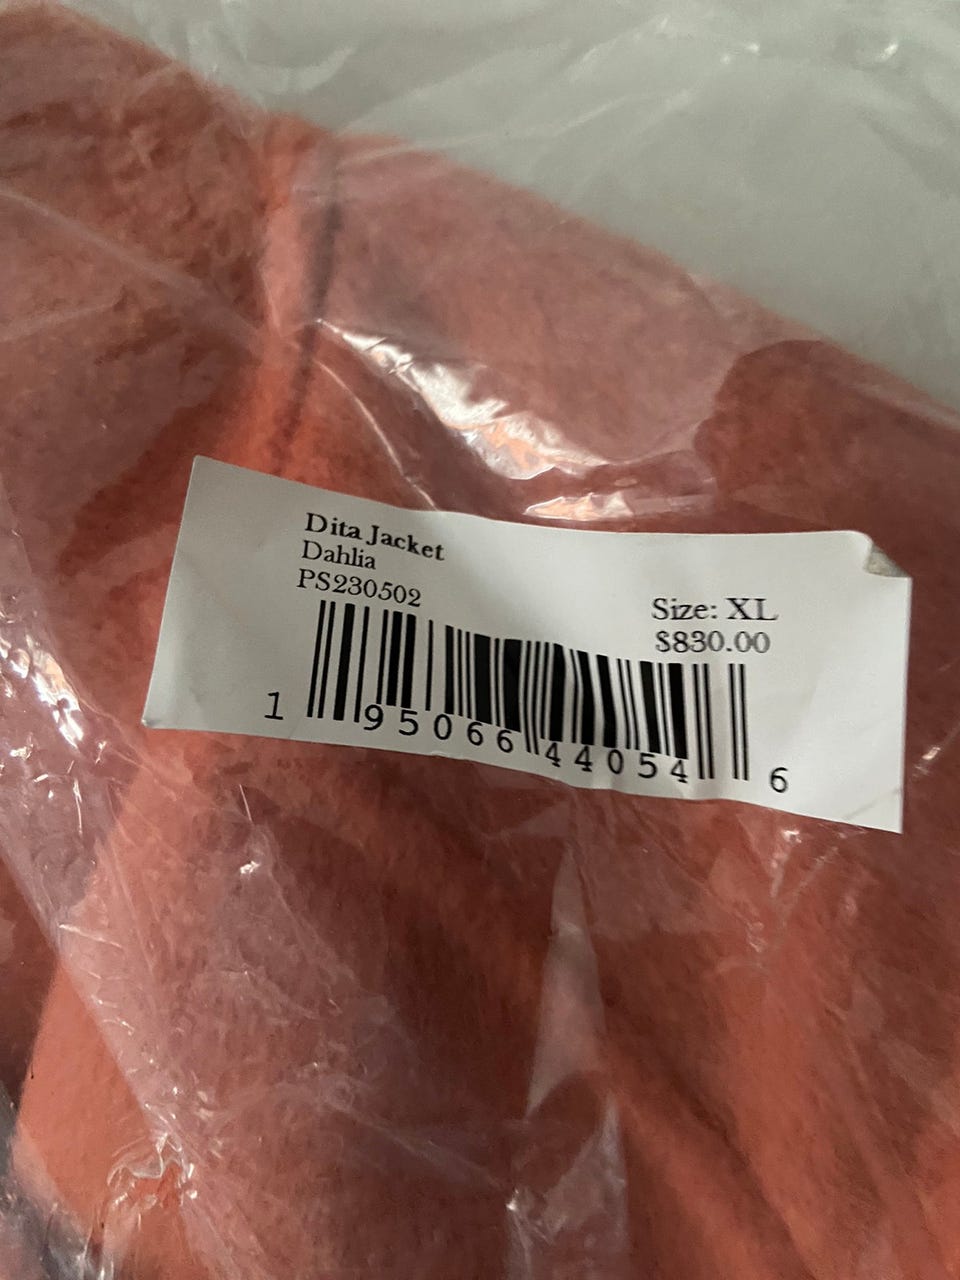 Dita Jacket
Dahlia
PS230502
Size: XL
$830.00
1 95066 44054 6